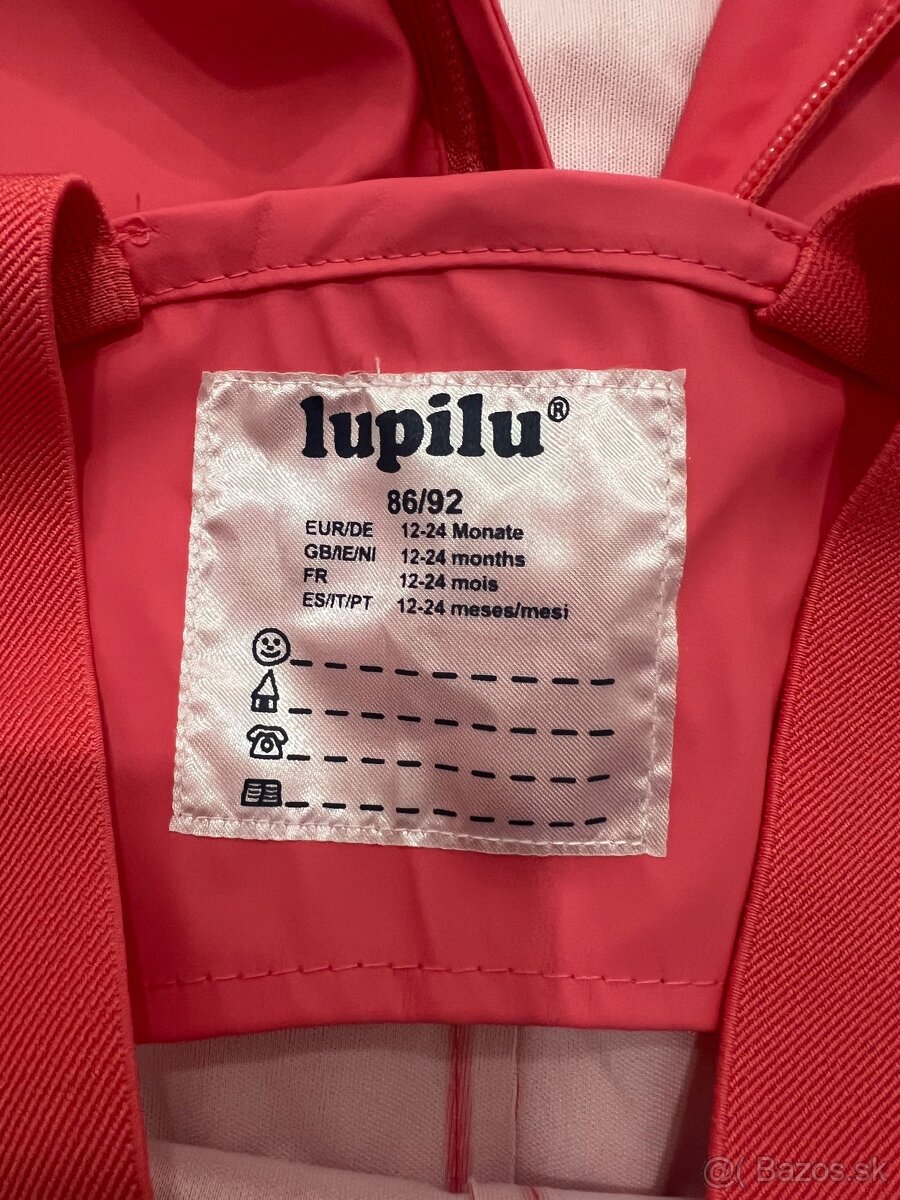 lupilu®
86/92
EUR/DE 12-24 Monate
GB/IE/NI 12-24 months
FR 12-24 mois
ES/IT/PT 12-24 meses/mesi
@( Bazos.sk